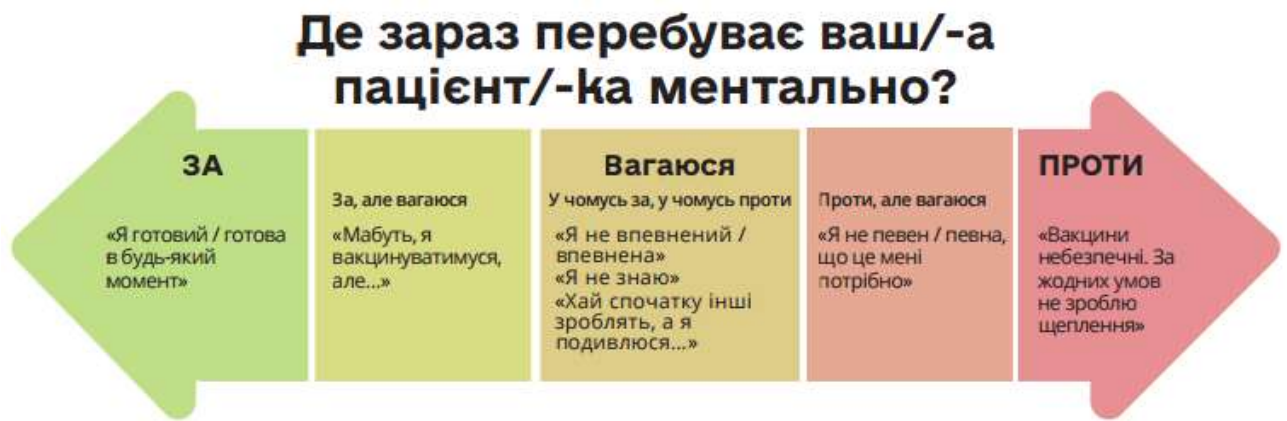 Де зараз перебуває ваш/-а
пацієнт/-ка ментально?
ЗА
«Я готовий / готова
в будь-який
момент»
За, але вагаюся
«Мабуть, я
вакцинуватимуся,
але...»
Вагаюся
У чомусь за, у чомусь проти
«Я не впевнений /
впевнена»
«Я не знаю»
«Хай спочатку інші
зроблять, а я
подивлюся...»
Проти, але вагаюся
«Я не певен / певна,
що це мені
потрібно»
ПРОТИ
«Вакцини
небезпечні. За
жодних умов
не зроблю
щеплення»